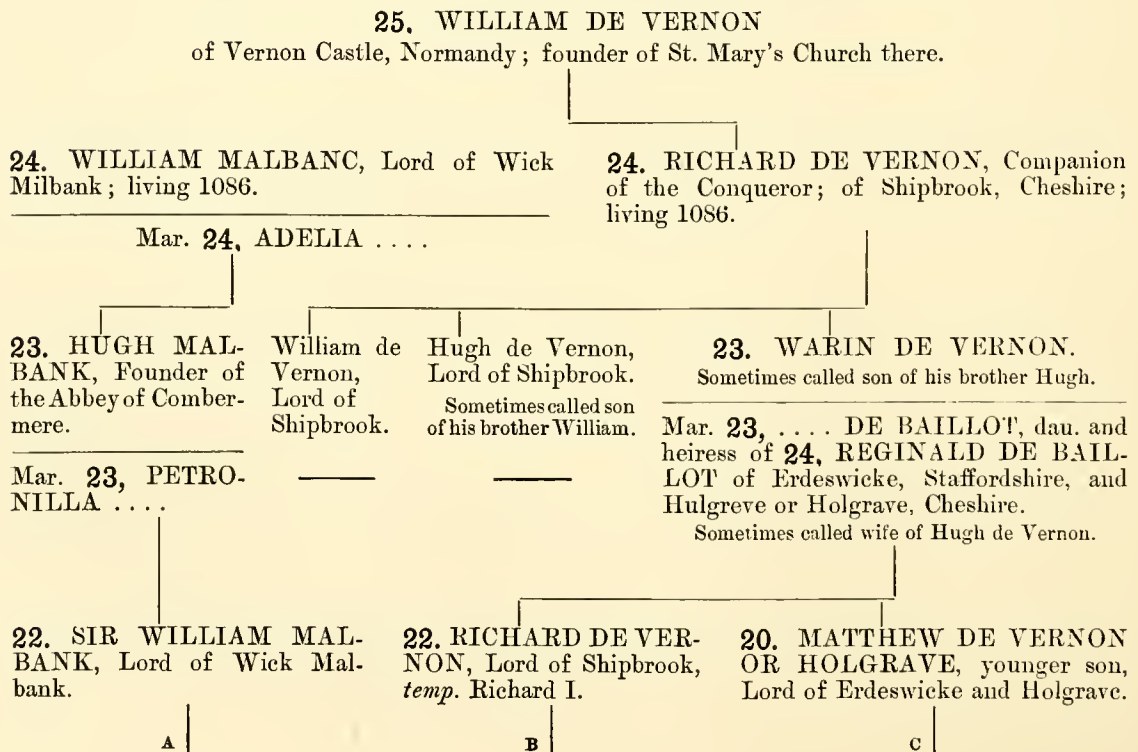 25. WILLIAM DE VERNON
of Vernon Castle, Normandy; founder of St. Mary's Church there.
24. WILLIAM MALBANC, Lord of Wick
Milbank; living 1086.
Mar. 24, ADELIA ....
24. RICHARD DE VERNON, Companion
of the Conqueror; of Shipbrook, Cheshire;
living 1086.
23. HUGH MAL-
BANK, Founder of
the Abbey of Comber-
mere.
Mar. 23, PETRO-
NILLA ....
William de
Vernon,
Lord of
Shipbrook.
Hugh de Vernon,
Lord of Shipbrook.
Sometimes called son
of his brother William.
23. WARIN DE VERNON.
Sometimes called son of his brother Hugh.
Mar. 23, .... DE BAILLOT, dau. and
heiress of 24, REGINALD DE BAIL-
LOT of Erdeswicke, Staffordshire, and
Hulgreve or Holgrave, Cheshire.
Sometimes called wife of Hugh de Vernon.
22. SIR WILLIAM MAL-
BANK, Lord of Wick Mal-
bank.
A
22. RICHARD DE VER-
NON, Lord of Shipbrook,
temp. Richard I.
B
20. MATTHEW DE VERNON
OR HOLGRAVE, younger son,
Lord of Erdeswicke and Holgrave.
C